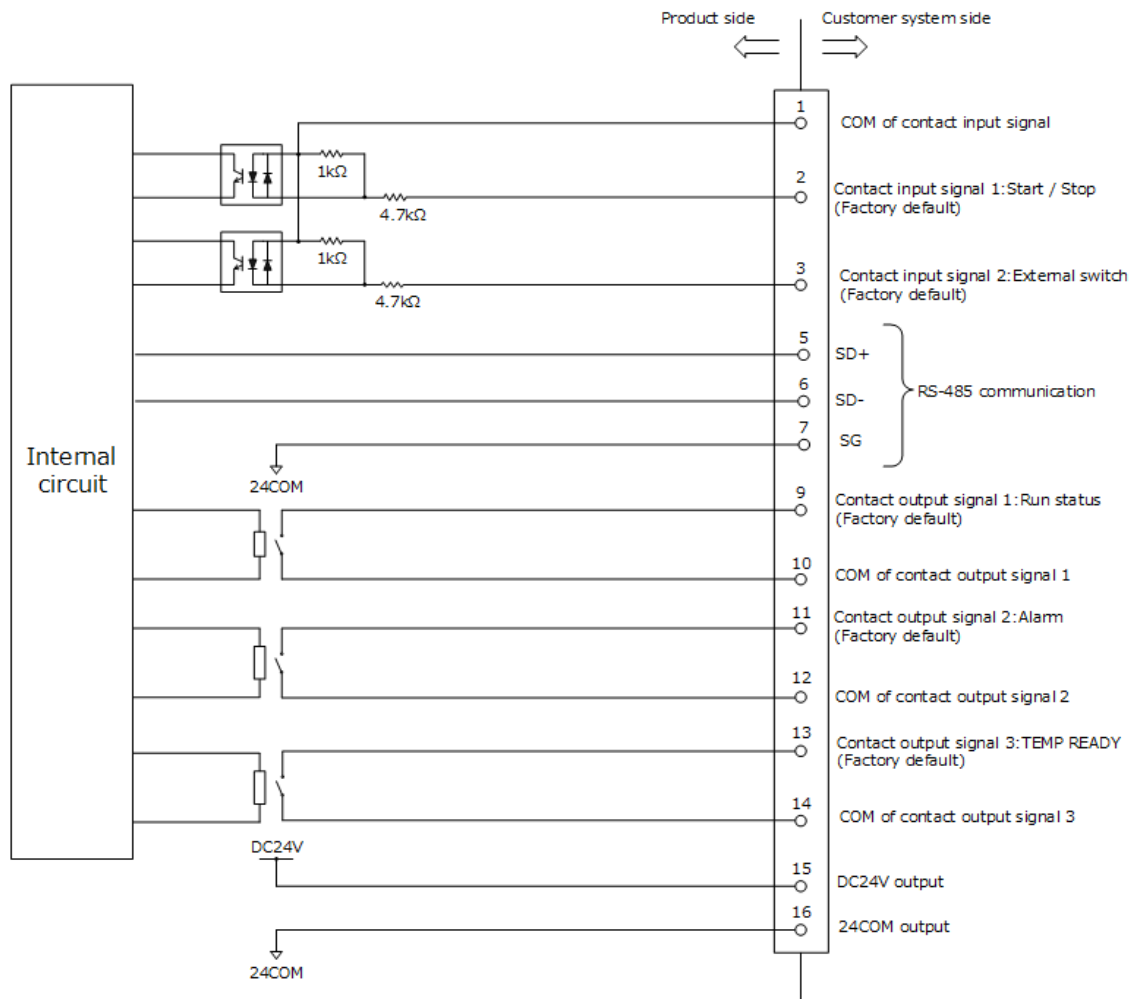 Product side
Customer system side
1
COM of contact input signal
1kΩ
2
Contact input signal 1:Start / Stop
(Factory default)
4.7kΩ
1kΩ
3
Contact input signal 2:External switch
(Factory default)
4.7kΩ
5
SD+
6
SD-
RS-485 communication
7
SG
Internal
circuit
24COM
9
Contact output signal 1:Run status
(Factory default)
10
COM of contact output signal 1
11
Contact output signal 2:Alarm
(Factory default)
12
COM of contact output signal 2
13
Contact output signal 3:TEMP READY
(Factory default)
14
COM of contact output signal 3
DC24V
15
DC24V output
16
24COM output
24COM